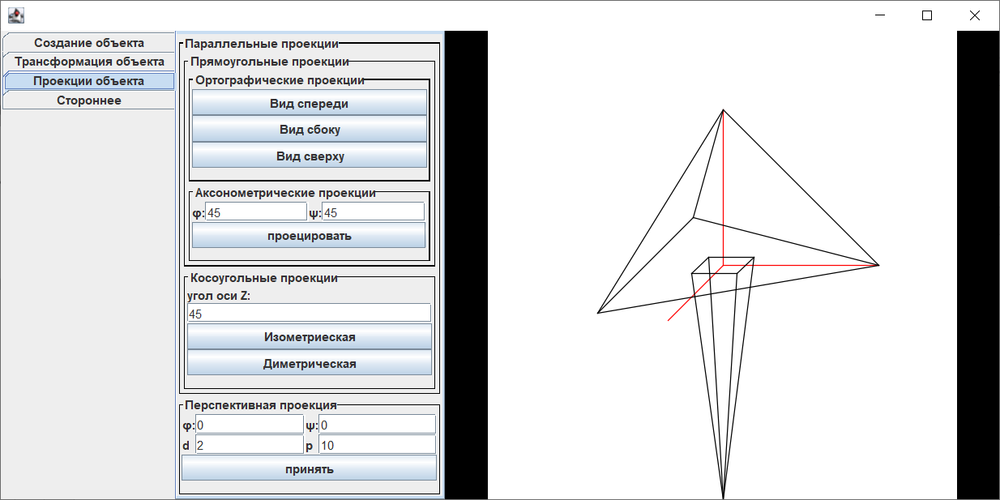 Создание объекта
Трансформация объекта
Проекции объекта
Стороннее
Параллельные проекции
Прямоугольные проекции
Ортографические проекции
Вид спереди
Вид сбоку
Вид сверху
Аксонометрические проекции
φ: 45 ψ: 45
проецировать
Косоугольные проекции
угол оси Z:
45
Изометриеская
Диметрическая
Перспективная проекция
φ: 0 ψ: 0
d 2 p 10
принять